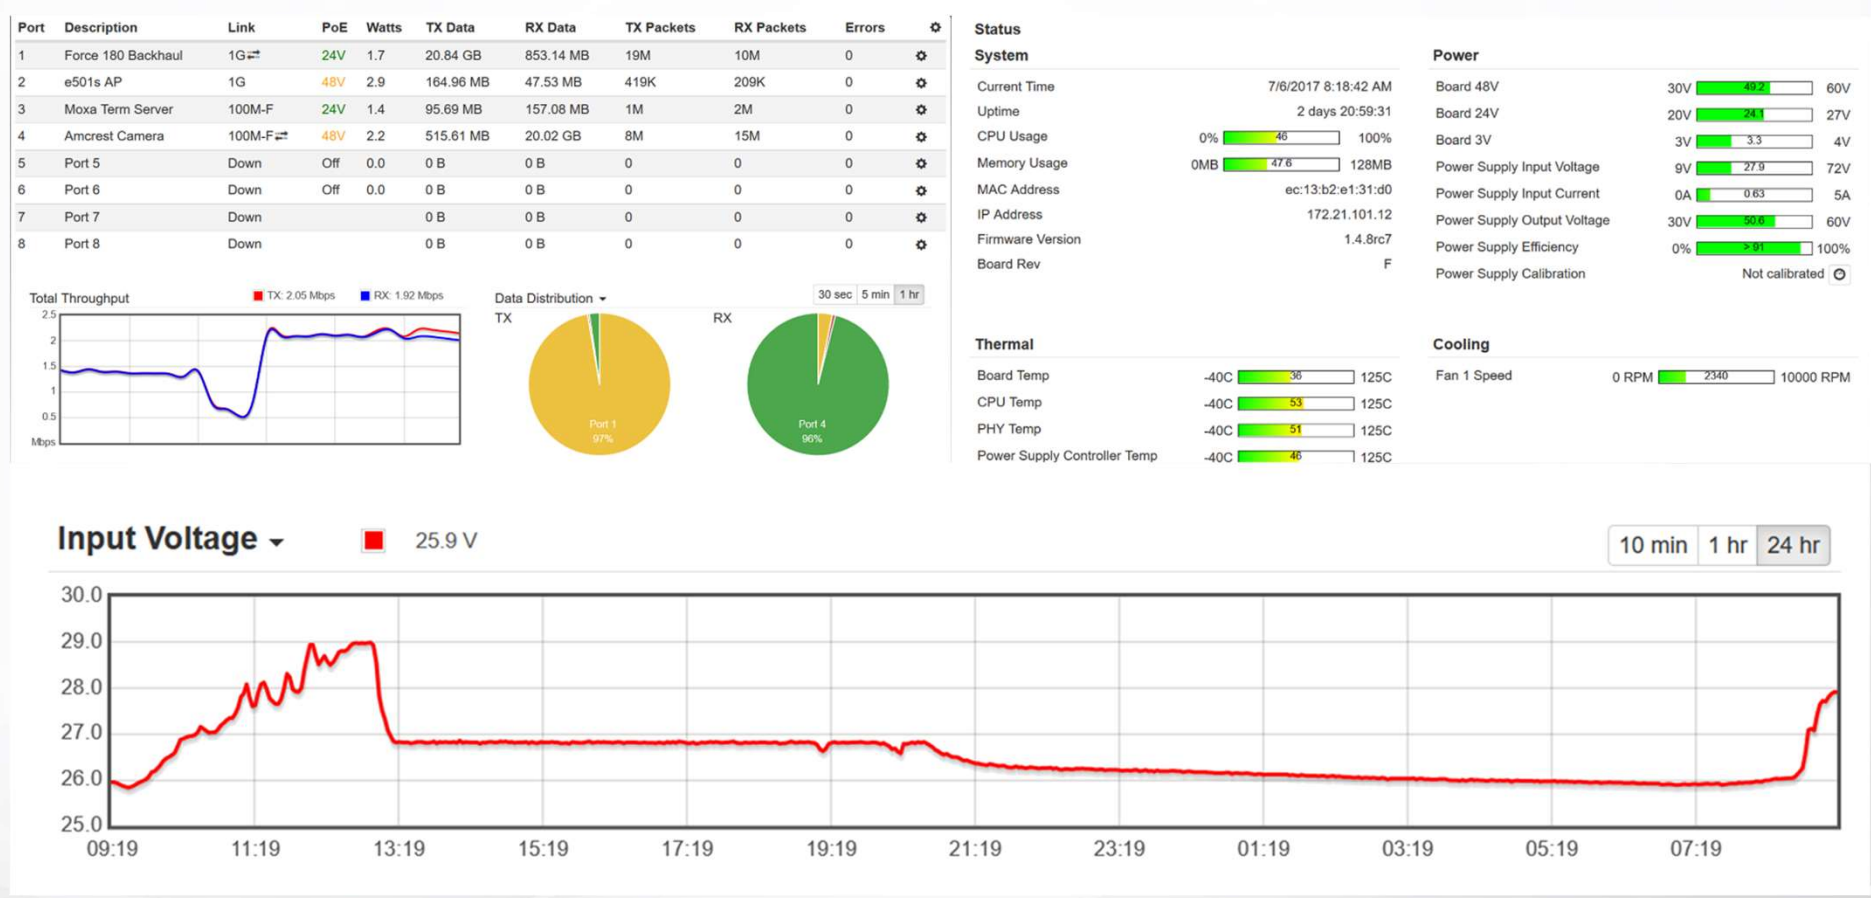 Port Description Link PoE Watts TX Data RX Data TX Packets RX Packets Errors
1 Force 180 Backhaul 1G 24V 1.7 20.84 GB 853.14 MB 19M 10M 0
2 e501s AP 1G 48V 2.9 164.96 MB 47.53 MB 419K 209K 0
3 Moxa Term Server 100M-F 24V 1.4 95.69 MB 157.08 MB 1M 2M 0
4 Amcrest Camera 100M-F 48V 2.2 515.61 MB 20.02 GB 8M 15M 0
5 Port 5 Down Off 0.0 0 B 0 B 0 0 0
6 Port 6 Down Off 0.0 0 B 0 B 0 0 0
7 Port 7 Down 0 B 0 B 0 0 0
8 Port 8 Down 0 B 0 B 0 0 0
Total Throughput TX: 2.05 Mbps RX: 1.92 Mbps
2.5
2
1.5
1
0.5
Mbps
Data Distribution 30 sec 5 min 1 hr
TX RX
Port 1
97%
Port 4
96%
Status
System
Current Time 7/6/2017 8:18:42 AM
Uptime 2 days 20:59:31
CPU Usage 0% 46 100%
Memory Usage 0MB 47.6 128MB
MAC Address ec:13:b2:e1:31:d0
IP Address 172.21.101.12
Firmware Version 1.4.8rc7
Board Rev F
Power
Board 48V 30V 49.2 60V
Board 24V 20V 24.1 27V
Board 3V 3V 3.3 4V
Power Supply Input Voltage 9V 27.9 72V
Power Supply Input Current 0A 0.63 5A
Power Supply Output Voltage 30V 50.6 60V
Power Supply Efficiency 0% > 91 100%
Power Supply Calibration Not calibrated
Thermal
Board Temp -40C 36 125C
CPU Temp -40C 53 125C
PHY Temp -40C 51 125C
Power Supply Controller Temp -40C 46 125C
Cooling
Fan 1 Speed 0 RPM 2340 10000 RPM
Input Voltage 25.9 V 10 min 1 hr 24 hr
30.0
29.0
28.0
27.0
26.0
25.0
09:19 11:19 13:19 15:19 17:19 19:19 21:19 23:19 01:19 03:19 05:19 07:19